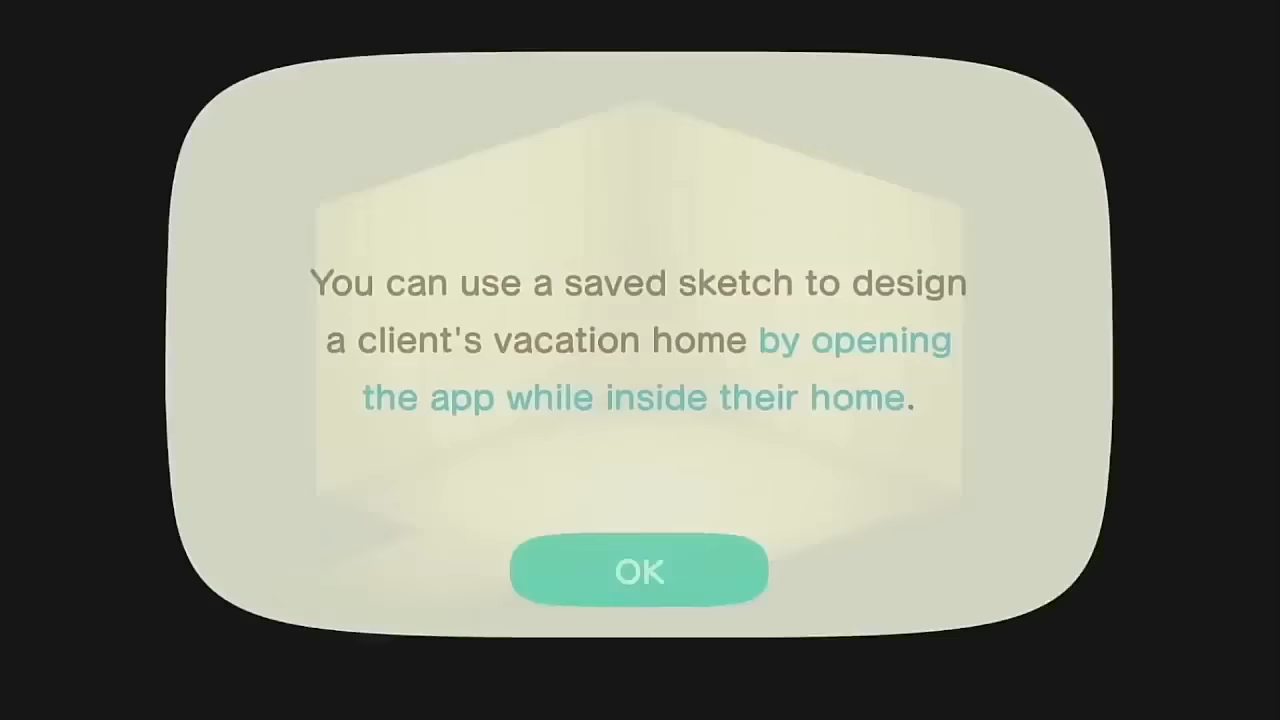 You can use a saved sketch to design
a client's vacation home by opening
the app while inside their home.
OK